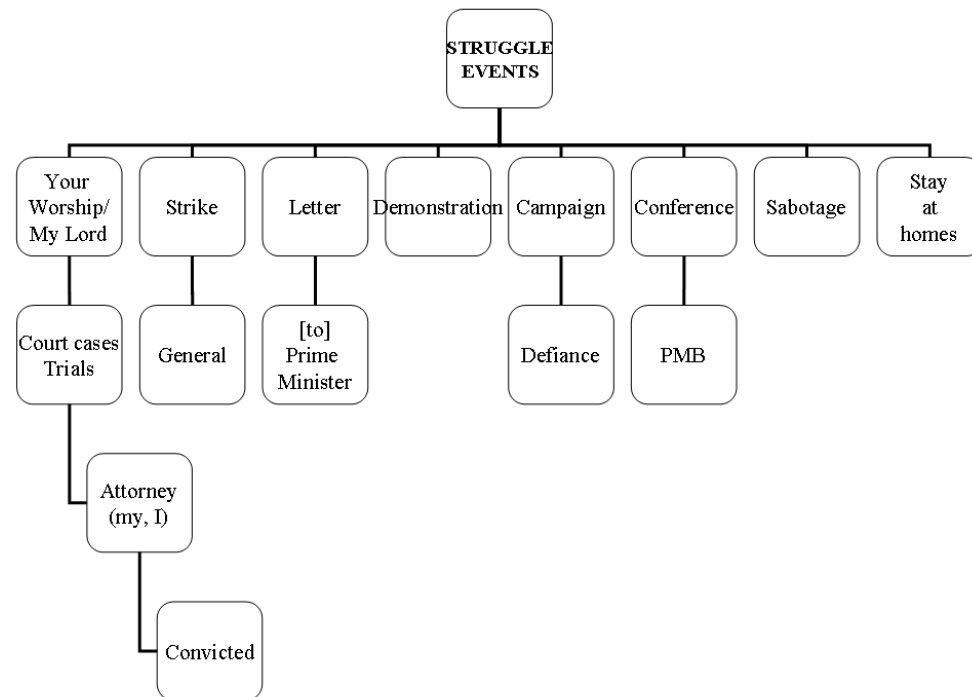 STRUGGLE
EVENTS
Your
Worship/
My Lord
Strike
Letter
Demonstration
Campaign
Conference
Sabotage
Stay
at
homes
Court cases
Trials
General
[to]
Prime
Minister
Defiance
PMB
Attorney
(my, I)
Convicted